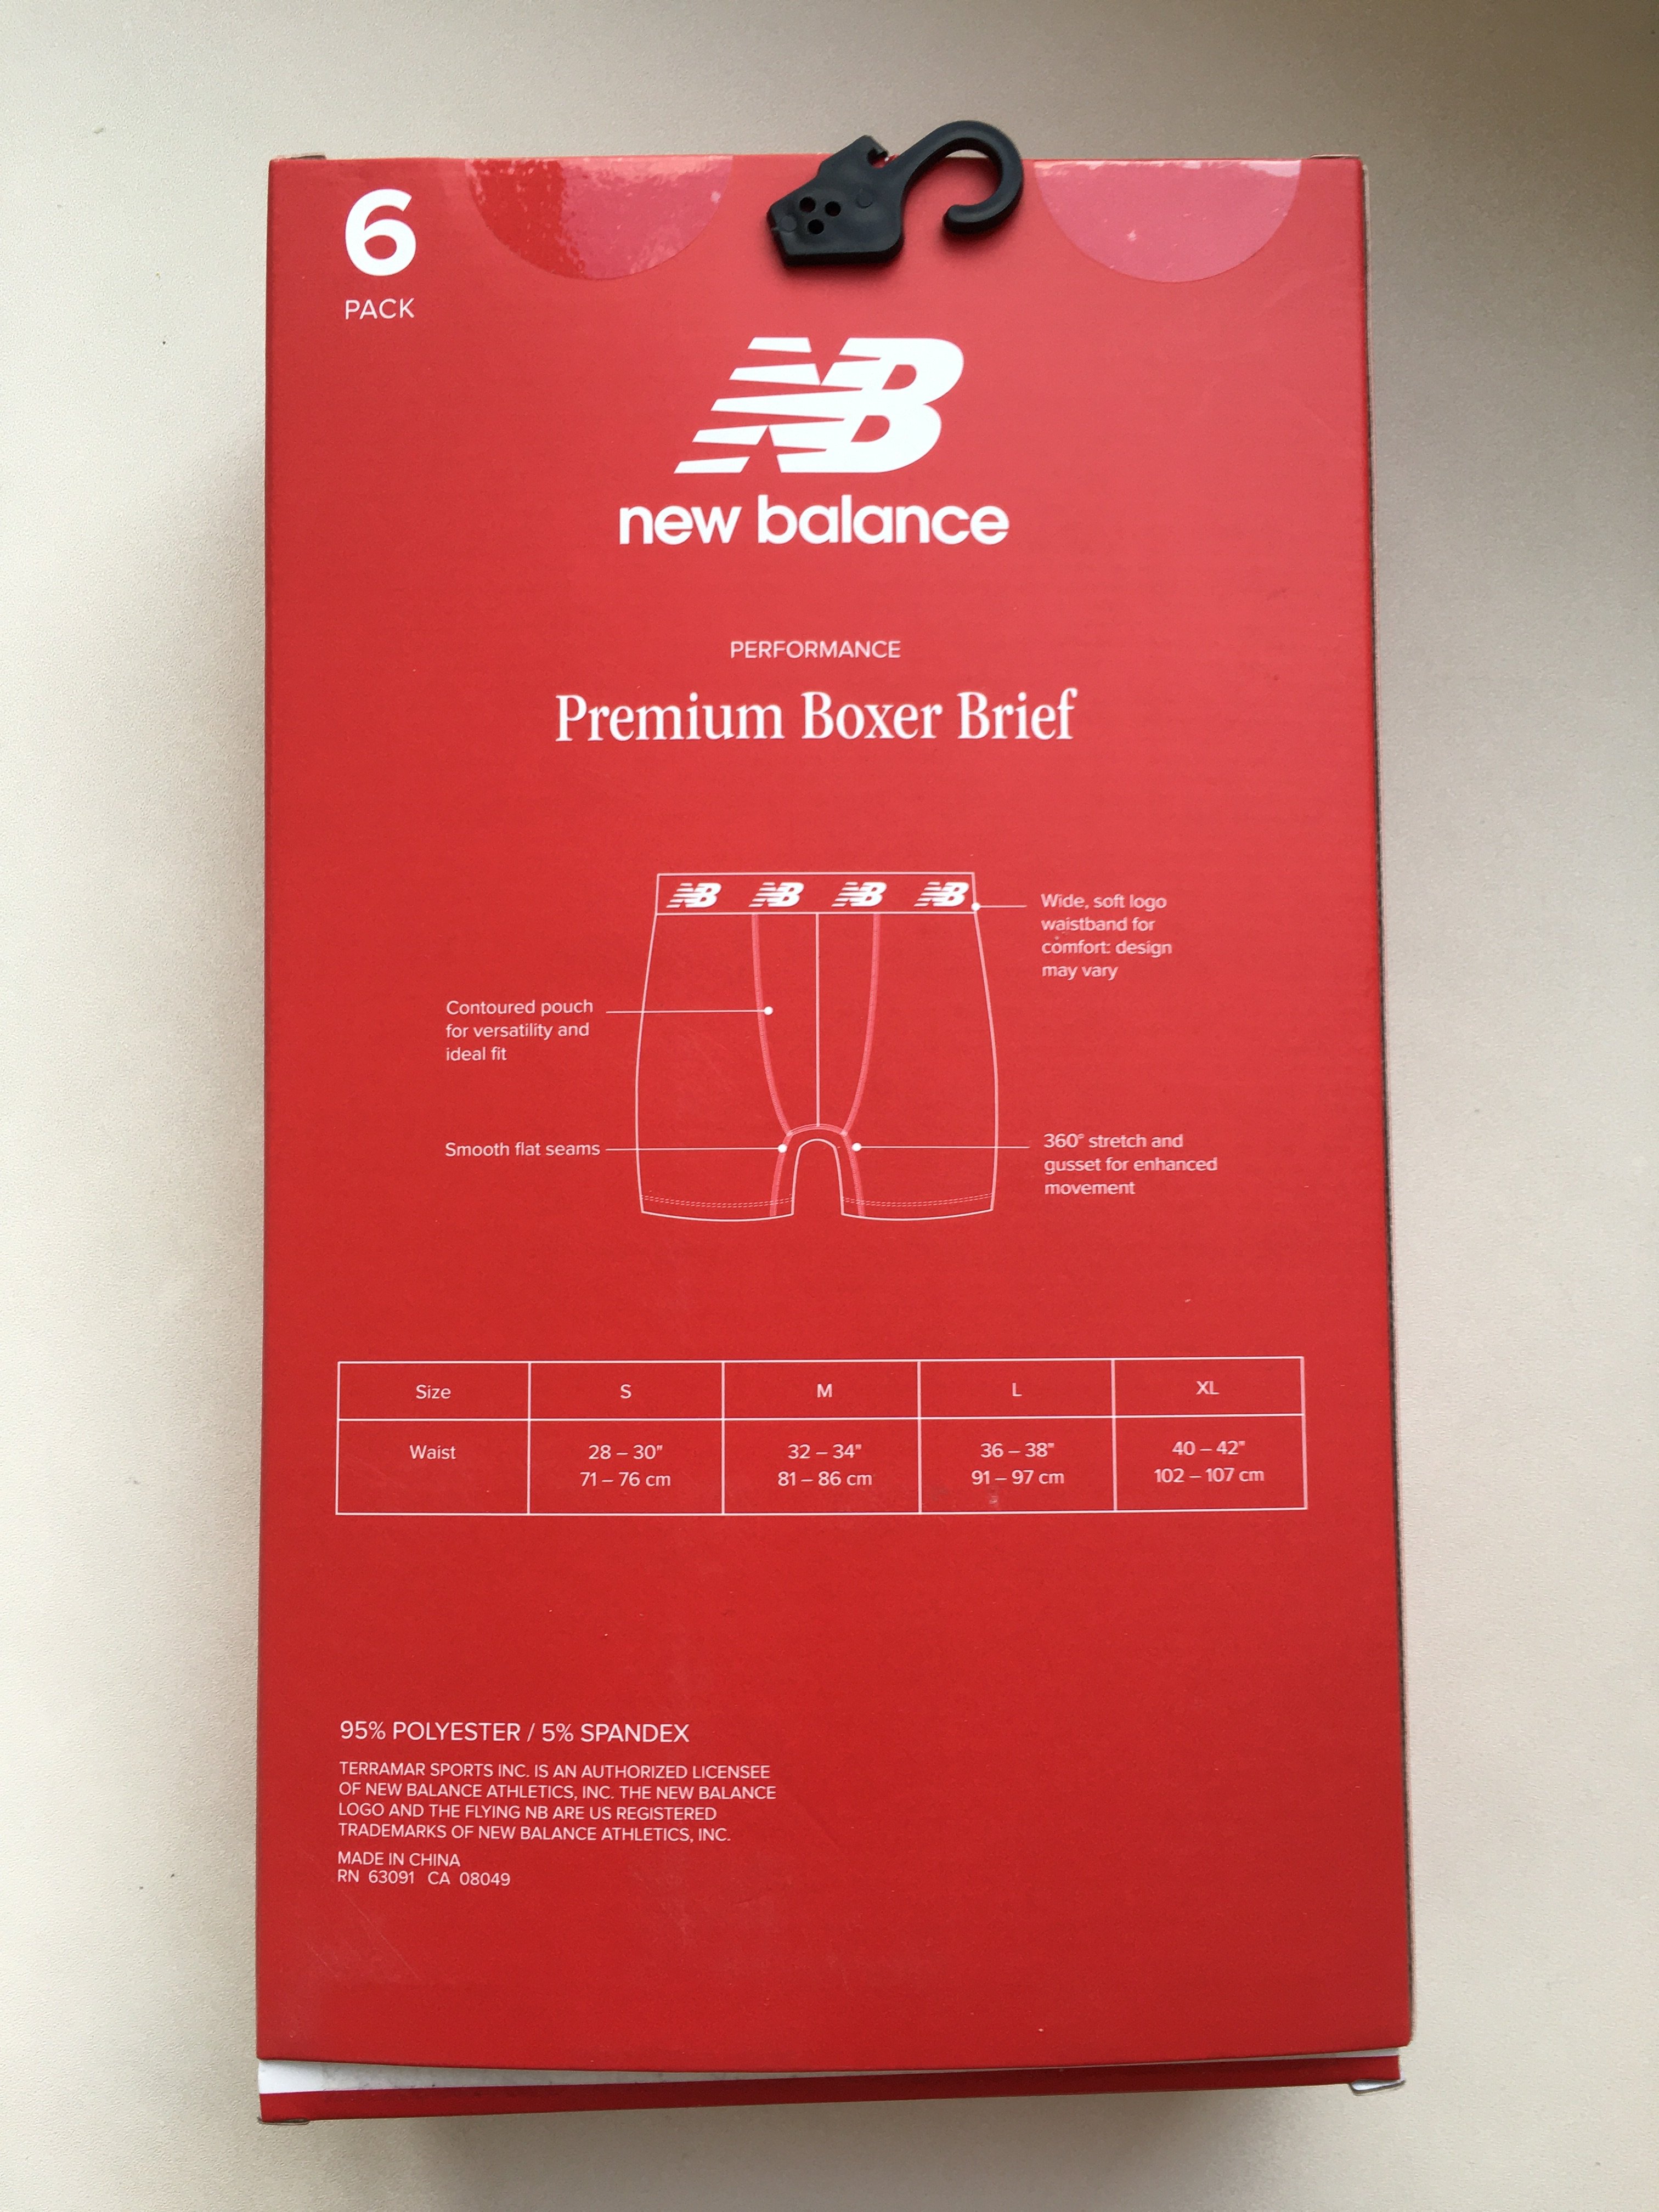 6
PACK
NB
new balance
PERFORMANCE
Premium Boxer Brief
NB NB NB NB
Wide, soft logo
waistband for
comfort: design
may vary
Contoured pouch
for versatility and
ideal fit
Smooth flat seams
360° stretch and
gusset for enhanced
movement
Size S M L XL
Waist 28 – 30" 32 – 34" 36 – 38" 40 – 42"
71 – 76 cm 81 – 86 cm 91 – 97 cm 102 – 107 cm
95% POLYESTER / 5% SPANDEX
TERRAMAR SPORTS INC. IS AN AUTHORIZED LICENSEE
OF NEW BALANCE ATHLETICS, INC. THE NEW BALANCE
LOGO AND THE FLYING NB ARE US REGISTERED
TRADEMARKS OF NEW BALANCE ATHLETICS, INC.
MADE IN CHINA
RN 63091 CA 08049